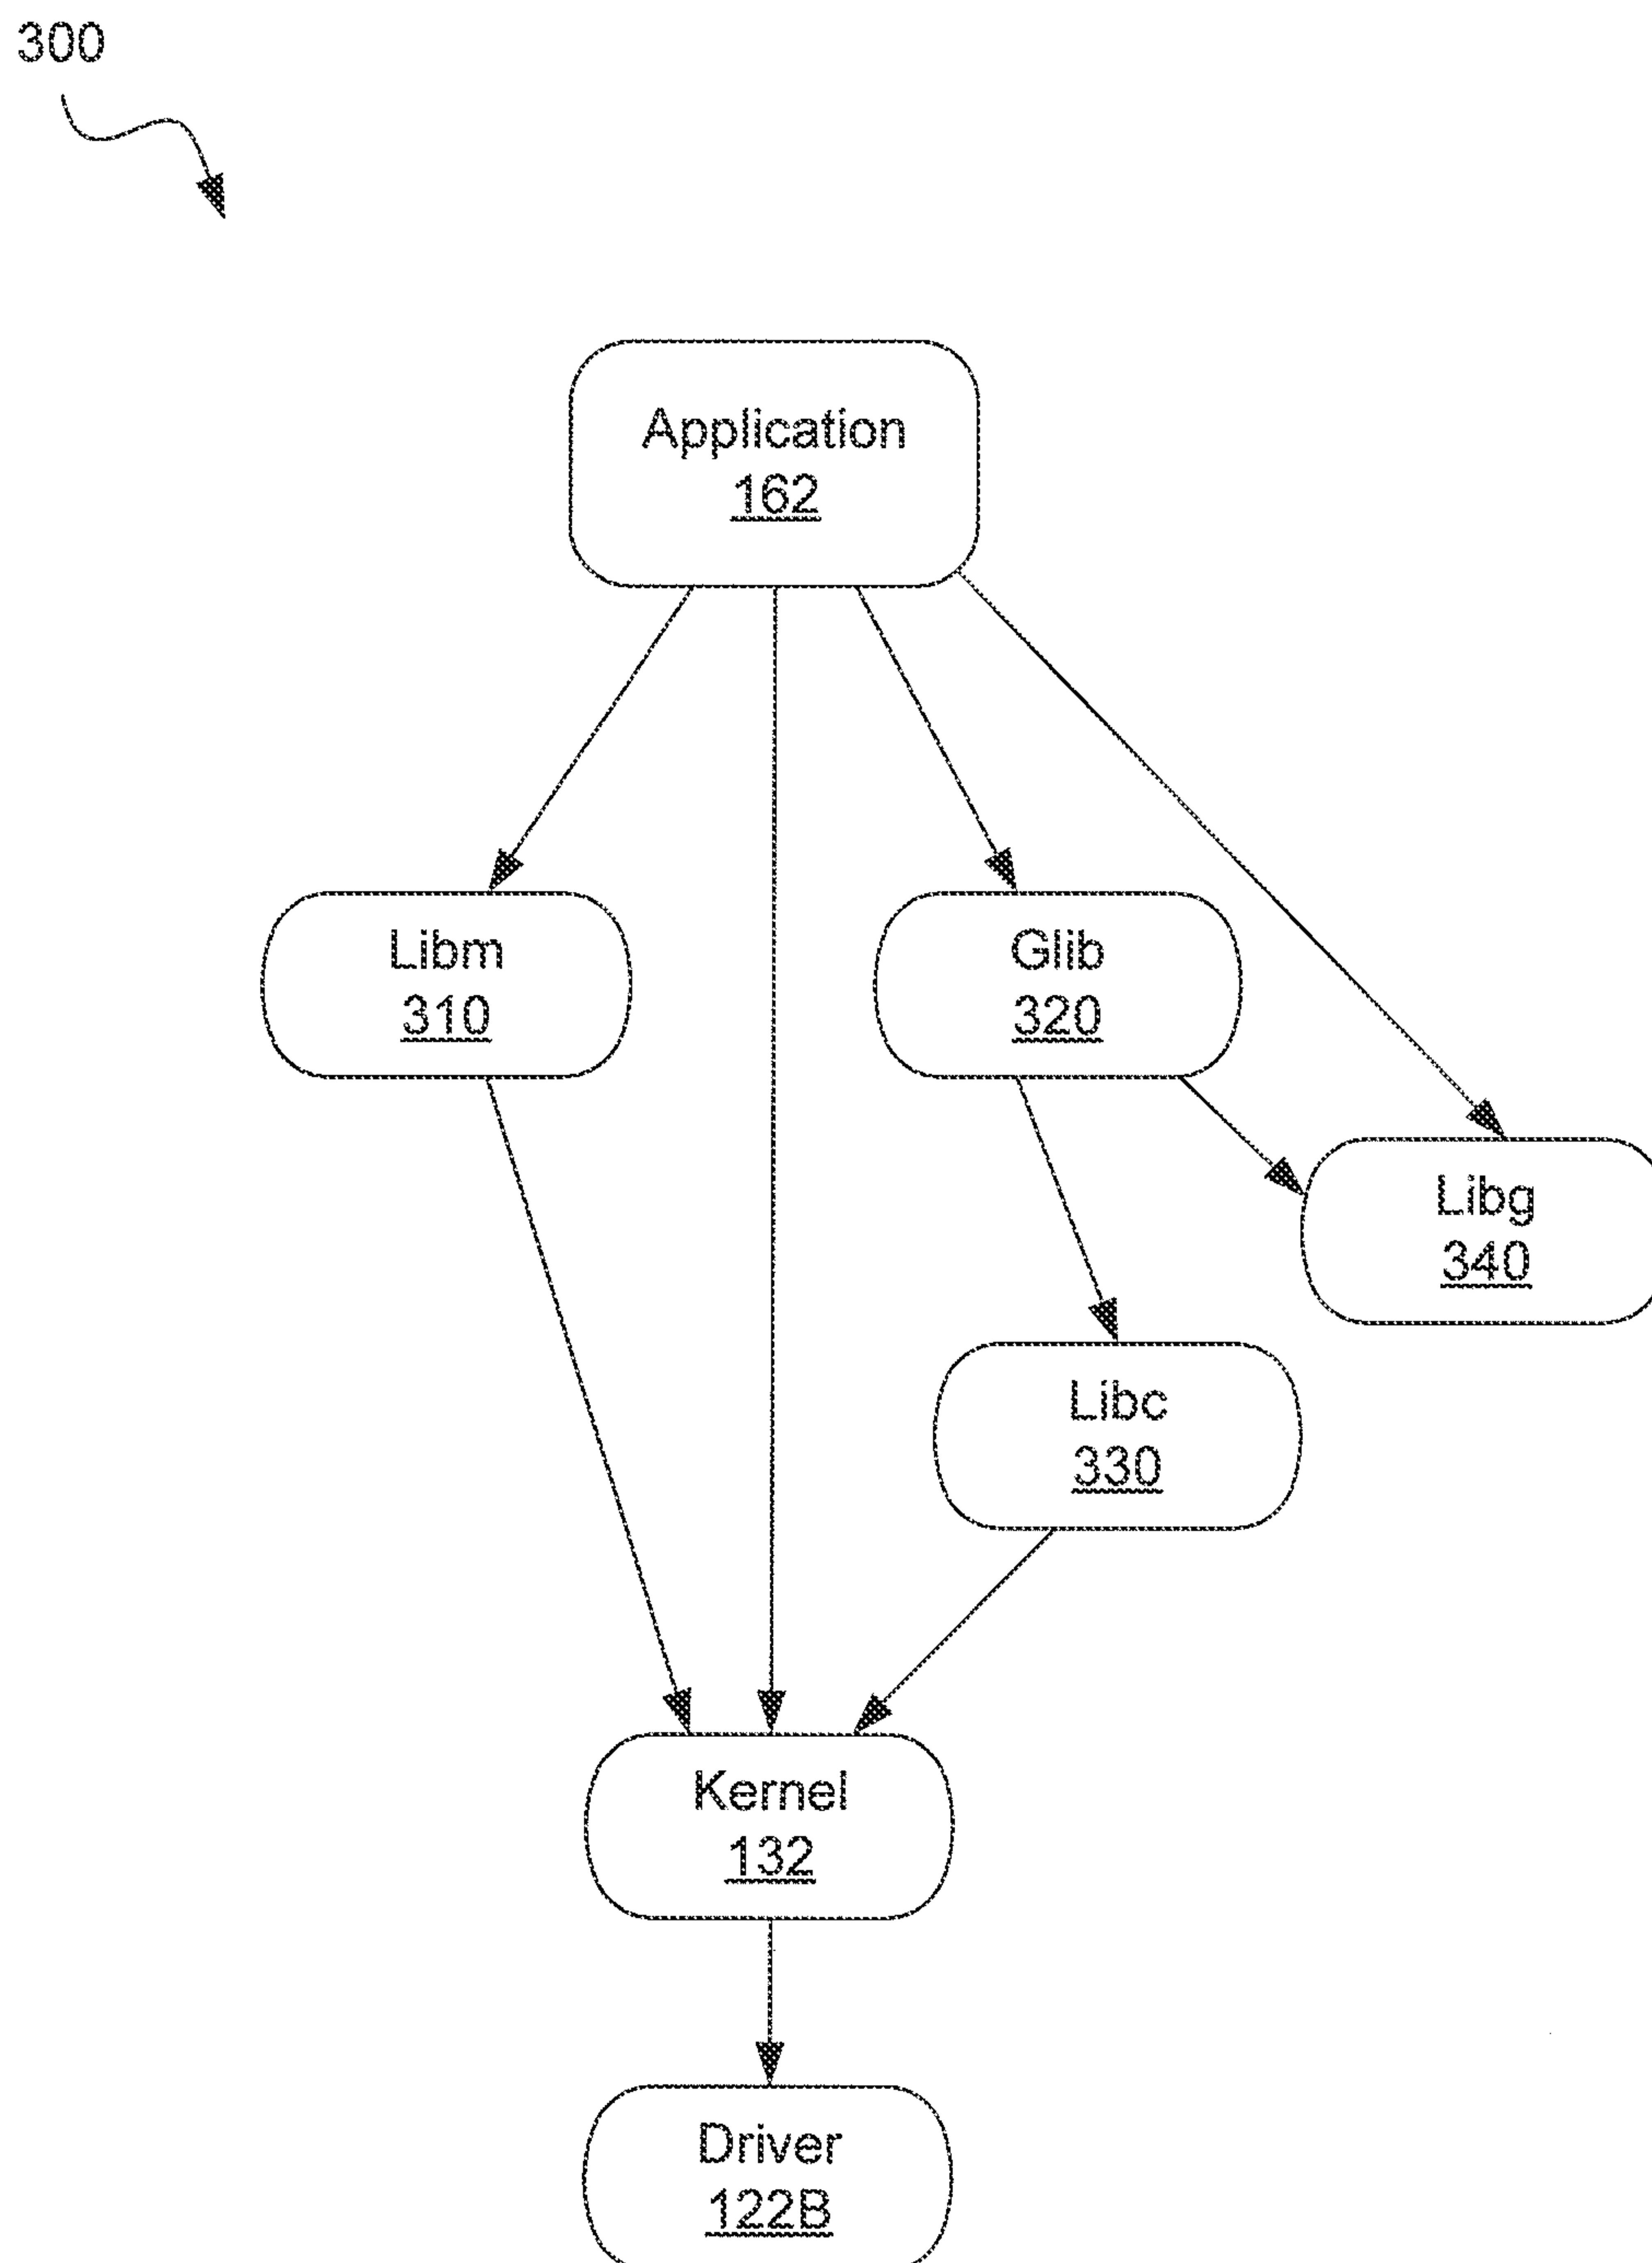 300
Application
162
Libm
310
Glib
320
Libg
340
Libc
330
Kernel
132
Driver
122B